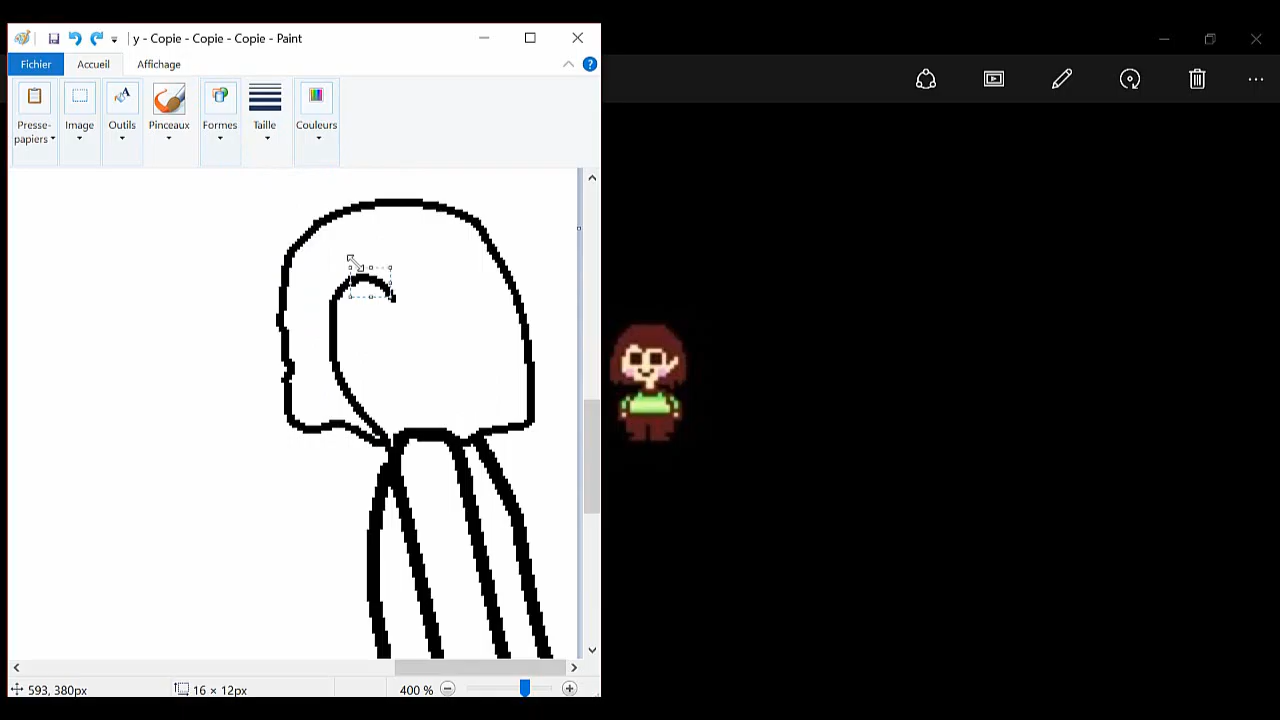 y - Copie - Copie - Copie - Paint
Fichier
Accueil
Affichage
Presse-
papiers
Image
Outils
Pinceaux
Formes
Taille
Couleurs
593, 380px
16 × 12px
400 %